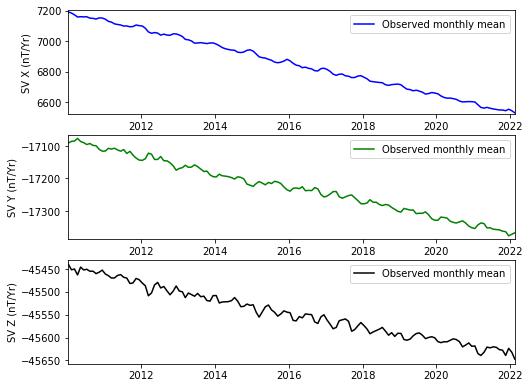 7200
7000
6800
6600
SV X (nT/Yr)
Observed monthly mean
2012 2014 2016 2018 2020 2022
−17100
−17200
−17300
SV Y (nT/Yr)
Observed monthly mean
2012 2014 2016 2018 2020 2022
−45450
−45500
−45550
−45600
−45650
SV Z (nT/Yr)
Observed monthly mean
2012 2014 2016 2018 2020 2022